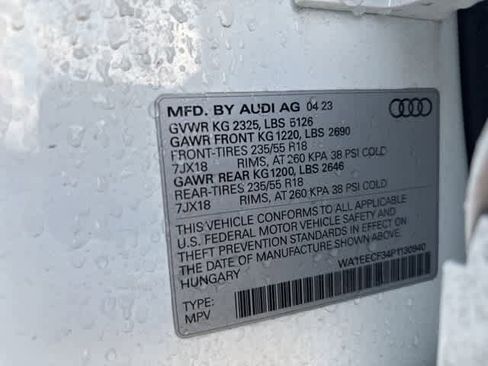 MFD. BY AUDI AG 04 23
GVWR KG 2325, LBS 5126
GAWR FRONT KG 1220, LBS 2690
FRONT-TIRES 235/55 R18
7JX18 RIMS, AT 260 KPA 38 PSI COLD
GAWR REAR KG1200, LBS 2646
REAR-TIRES 235/55 R18
7JX18 RIMS, AT 260 KPA 38 PSI COLD
THIS VEHICLE CONFORMS TO ALL APPLICABLE
U.S. FEDERAL MOTOR VEHICLE SAFETY AND
THEFT PREVENTION STANDARDS IN EFFECT ON
THE DATE OF MANUFACTURE SHOWN ABOVE.
HUNGARY
WA1EECF34P1130940
TYPE:
MPV